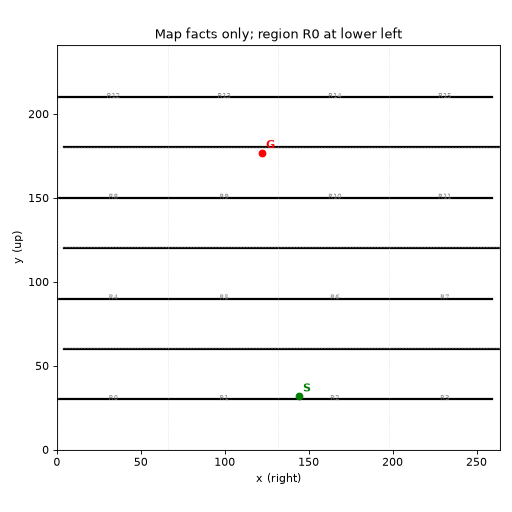 Map facts only; region R0 at lower left
y (up)
200
150
100
50
0
R12 R13 R14 R15
G
R8 R9 R10 R11
R4 R5 R6 R7
S
R0 R1 R2 R3
0 50 100 150 200 250
x (right)